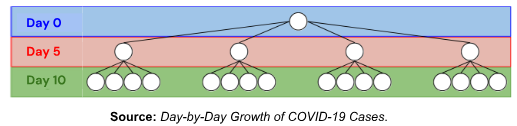 Day 0
Day 5
Day 10
Source: Day-by-Day Growth of COVID-19 Cases.